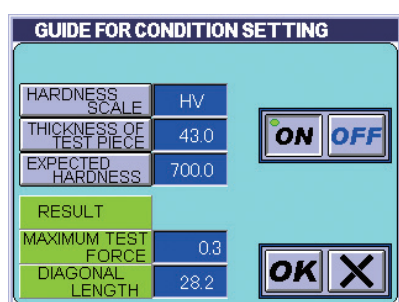 GUIDE FOR CONDITION SETTING
HARDNESS
SCALE
HV
THICKNESS OF
TEST PIECE
43.0
ON OFF
EXPECTED
HARDNESS
700.0
RESULT
MAXIMUM TEST
FORCE
0.3
DIAGONAL
LENGTH
28.2
OK X